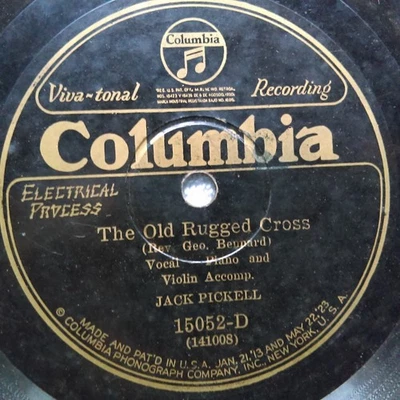 Columbia
Viva-tonal Recording
Columbia
ELECTRICAL
PROCESS
The Old Rugged Cross
(Rev. Geo. Bennard)
Vocal Piano and
Violin Accomp.
JACK PICKELL
15052-D
(141008)
MADE AND PAT'D IN U.S.A. JAN, 21,'13 AND MAY 22,'23
© COLUMBIA PHONOGRAPH COMPANY, INC., NEW YORK, U.S.A.